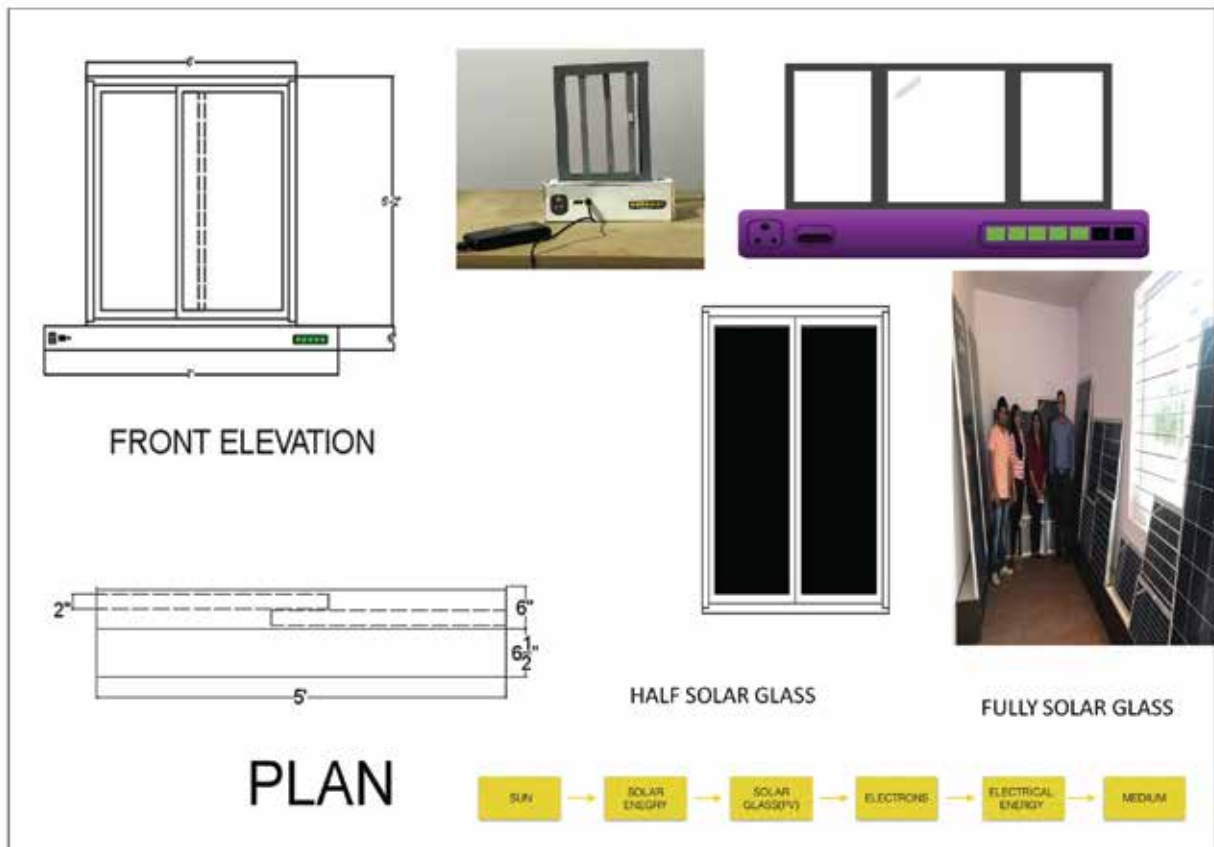 FRONT ELEVATION
2"
6"
6 1/2"
5'
PLAN
HALF SOLAR GLASS
FULLY SOLAR GLASS
SUN
SOLAR
ENEGRY
SOLAR
GLASS(PV)
ELECTRONS
ELECTRICAL
ENERGY
MEDIUM